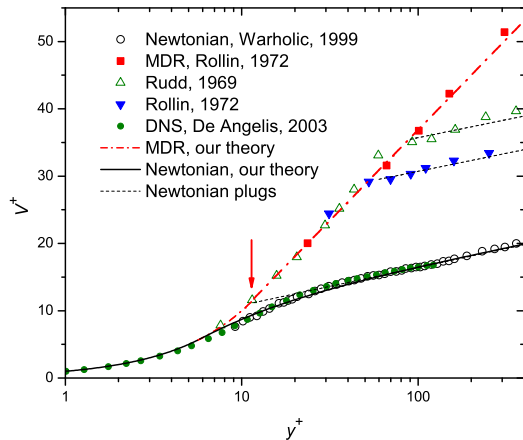 50
40
30
20
10
0
V+
Newtonian, Warholic, 1999
MDR, Rollin, 1972
Rudd, 1969
Rollin, 1972
DNS, De Angelis, 2003
MDR, our theory
Newtonian, our theory
Newtonian plugs
1 10 100
y+